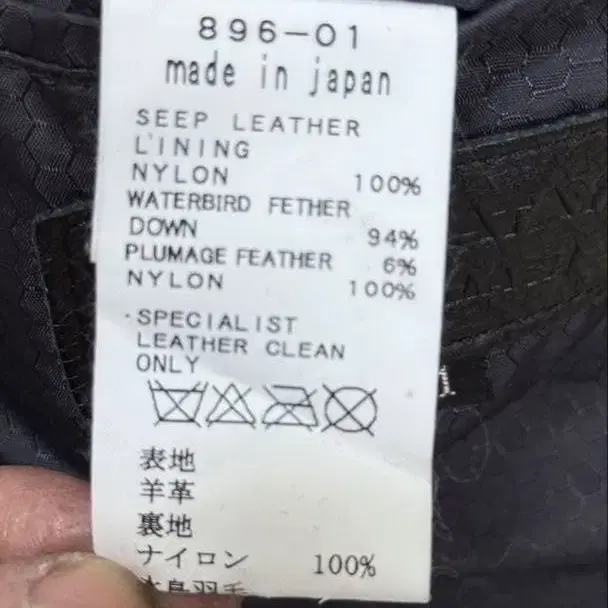 896-01
made in japan
SEEP LEATHER
L'INING
NYLON 100%
WATERBIRD FETHER
DOWN 94%
PLUMAGE FEATHER 6%
NYLON 100%
・SPECIALIST
LEATHER CLEAN
ONLY
表地
羊革
裏地
ナイロン 100%